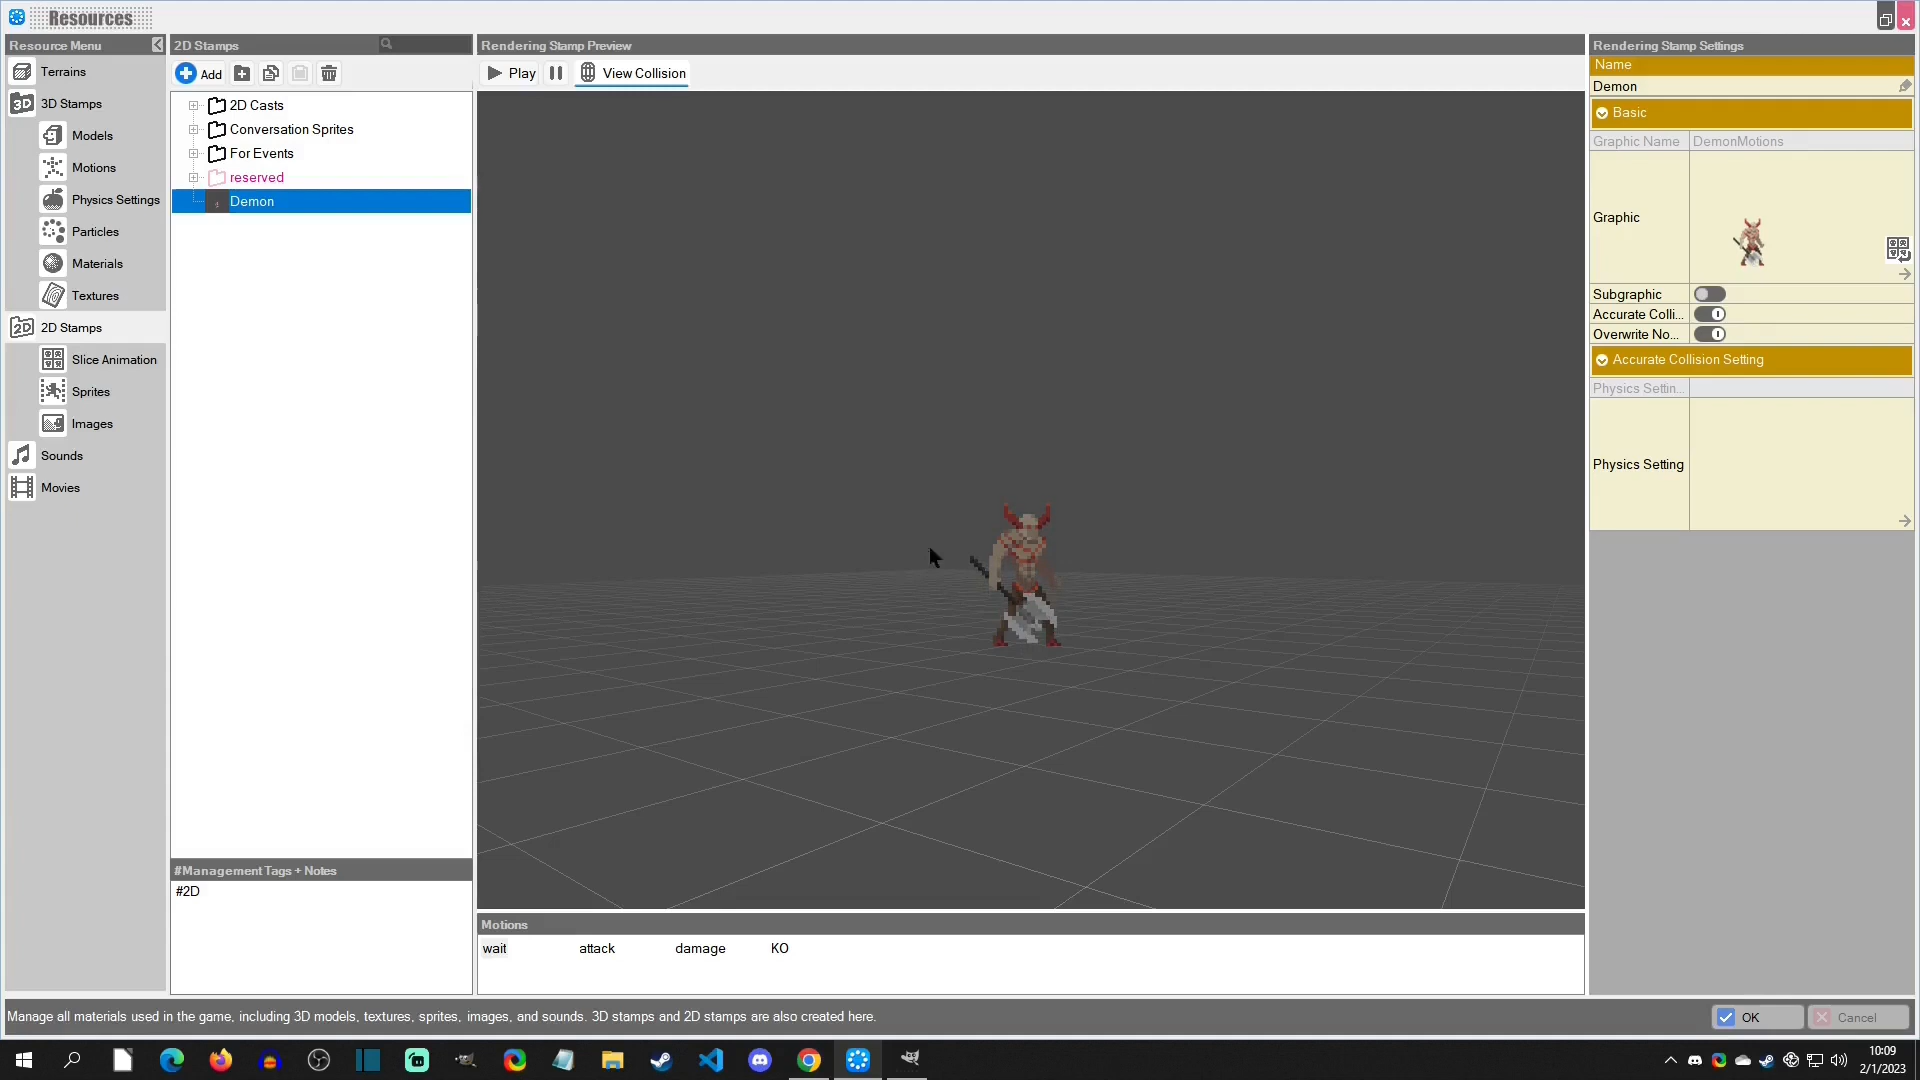 Resources
Resource Menu
Terrains
3D
3D Stamps
Models
Motions
Physics Settings
Particles
Materials
Textures
2D
2D Stamps
Slice Animation
Sprites
Images
Sounds
Movies
2D Stamps
Add
2D Casts
Conversation Sprites
For Events
reserved
Demon
#Management Tags + Notes
#2D
Rendering Stamp Preview
Play
View Collision
Motions
wait attack damage KO
Rendering Stamp Settings
Name
Demon
Basic
Graphic Name DemonMotions
Graphic
Subgraphic
Accurate Colli...
Overwrite No...
Accurate Collision Setting
Physics Settin...
Physics Setting
Manage all materials used in the game, including 3D models, textures, sprites, images, and sounds. 3D stamps and 2D stamps are also created here.
OK
Cancel
10:09
2/1/2023